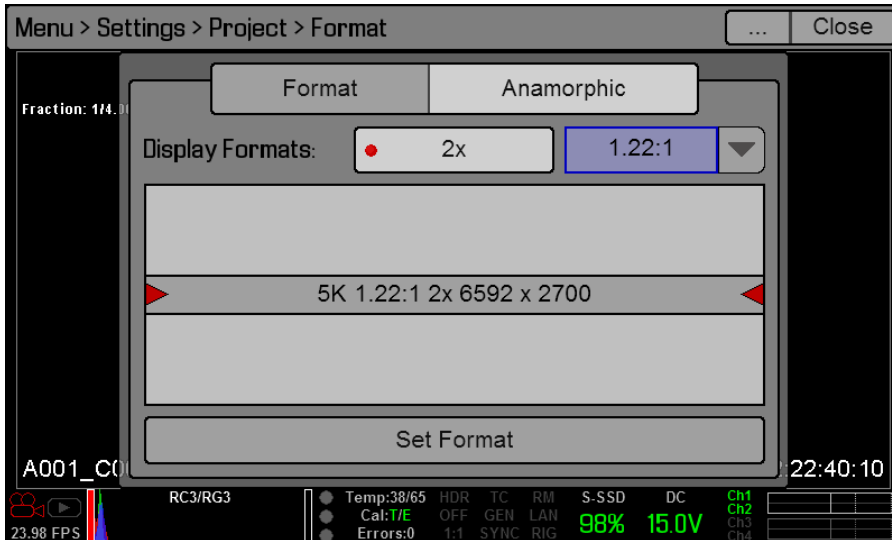 Menu > Settings > Project > Format ... Close
Fraction: 1/4.
Format Anamorphic
Display Formats: 2x 1.22:1
5K 1.22:1 2x 6592 x 2700
Set Format
A001_C0 22:40:10
RC3/RG3 Temp:38/65 HDR TC RM S-SSD DC Ch1
Cal:T/E OFF GEN LAN 98% 15.0V Ch2
23.98 FPS Errors:0 1:1 SYNC RIG Ch3
Ch4